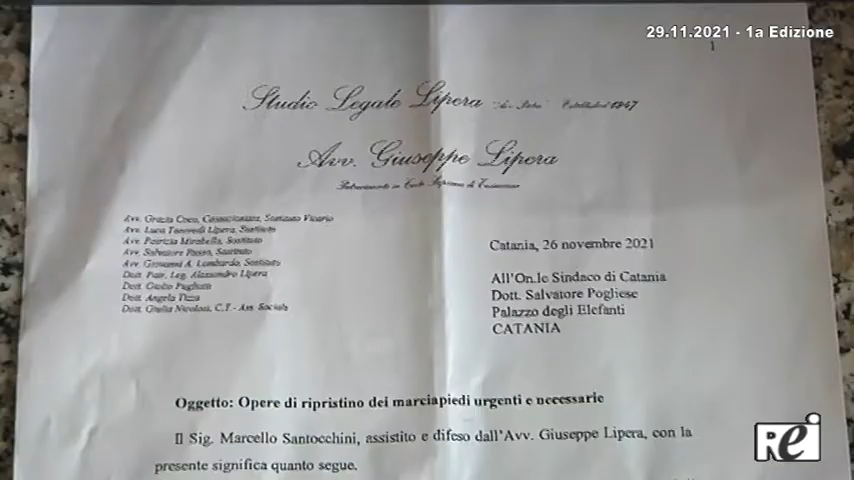 29.11.2021 - 1a Edizione
1
Studio Legale Lipera Established 1947
Avv. Giuseppe Lipera
Patrocinante in Corte Suprema di Cassazione
Avv. Grazia Coco, Cassazionista, Sostituto Vicario
Avv. Luca Tancredi Lipera, Sostituto
Avv. Patrizia Mirabella, Sostituto
Avv. Salvatore Sostituto
Avv. Giovanni A. Lombardo, Sostituto
Dott. Patr. Leg. Alessandro Lipera
Dott. Giulio Pugliara
Dott. Angela
Dott. Giulia Nicolosi, C.T. - Ass. Sociale
Catania, 26 novembre 2021
All'On.le Sindaco di Catania
Dott. Salvatore Pogliese
Palazzo degli Elefanti
CATANIA
Oggetto: Opere di ripristino dei marciapiedi urgenti e necessarie
Il Sig. Marcello Santocchini, assistito e difeso dall'Avv. Giuseppe Lipera, con la
presente significa quanto segue.
REi